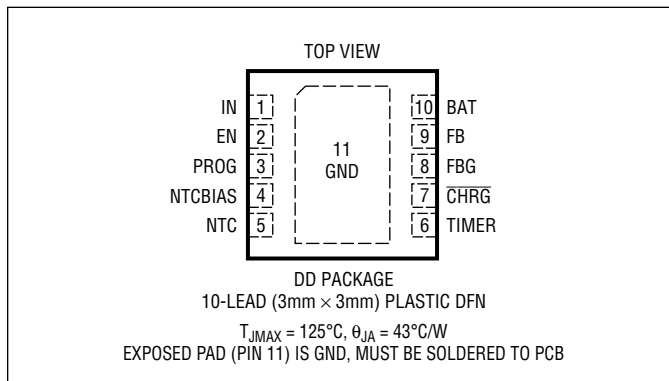 TOP VIEW
IN 1
EN 2
PROG 3
NTCBIAS 4
NTC 5
11
GND
10 BAT
9 FB
8 FBG
7 CHRG
6 TIMER
DD PACKAGE
10-LEAD (3mm × 3mm) PLASTIC DFN
TJMAX = 125°C, θJA = 43°C/W
EXPOSED PAD (PIN 11) IS GND, MUST BE SOLDERED TO PCB